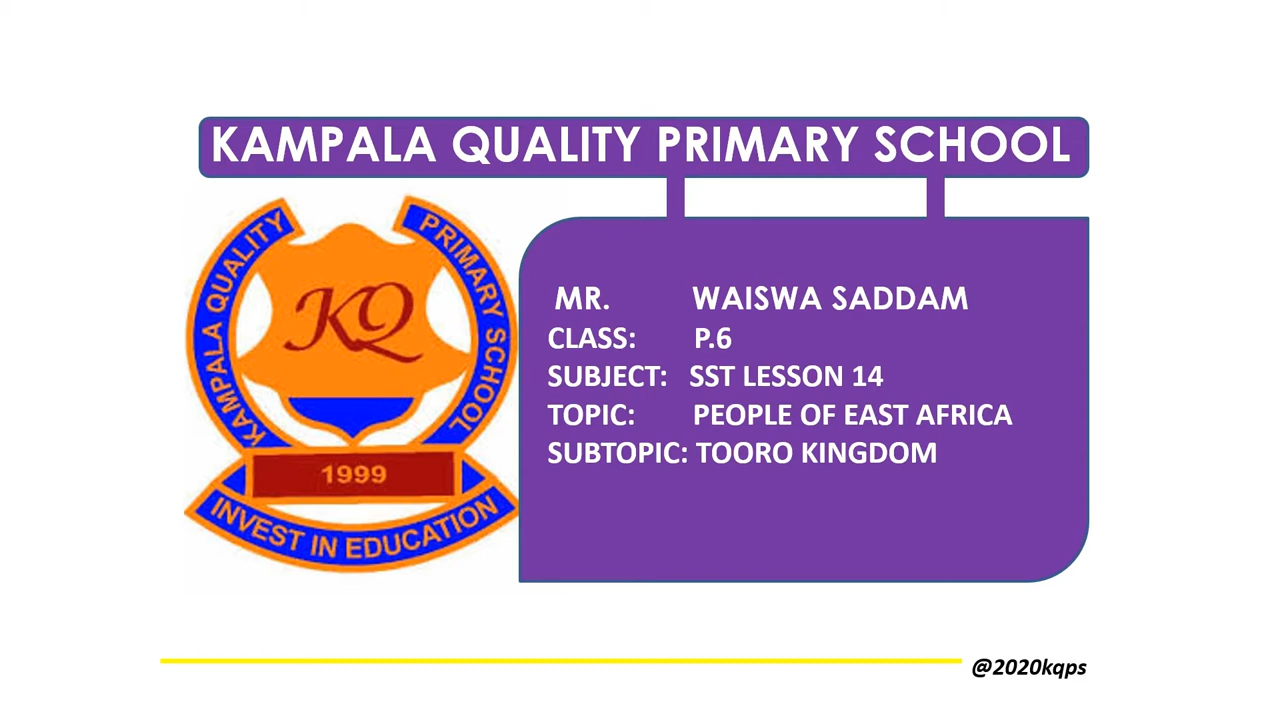 KAMPALA QUALITY PRIMARY SCHOOL
KAMPALA QUALITY
PRIMARY SCHOOL
KQ
1999
INVEST IN EDUCATION
MR. WAISWA SADDAM
CLASS: P.6
SUBJECT: SST LESSON 14
TOPIC: PEOPLE OF EAST AFRICA
SUBTOPIC: TOORO KINGDOM
@2020kqps